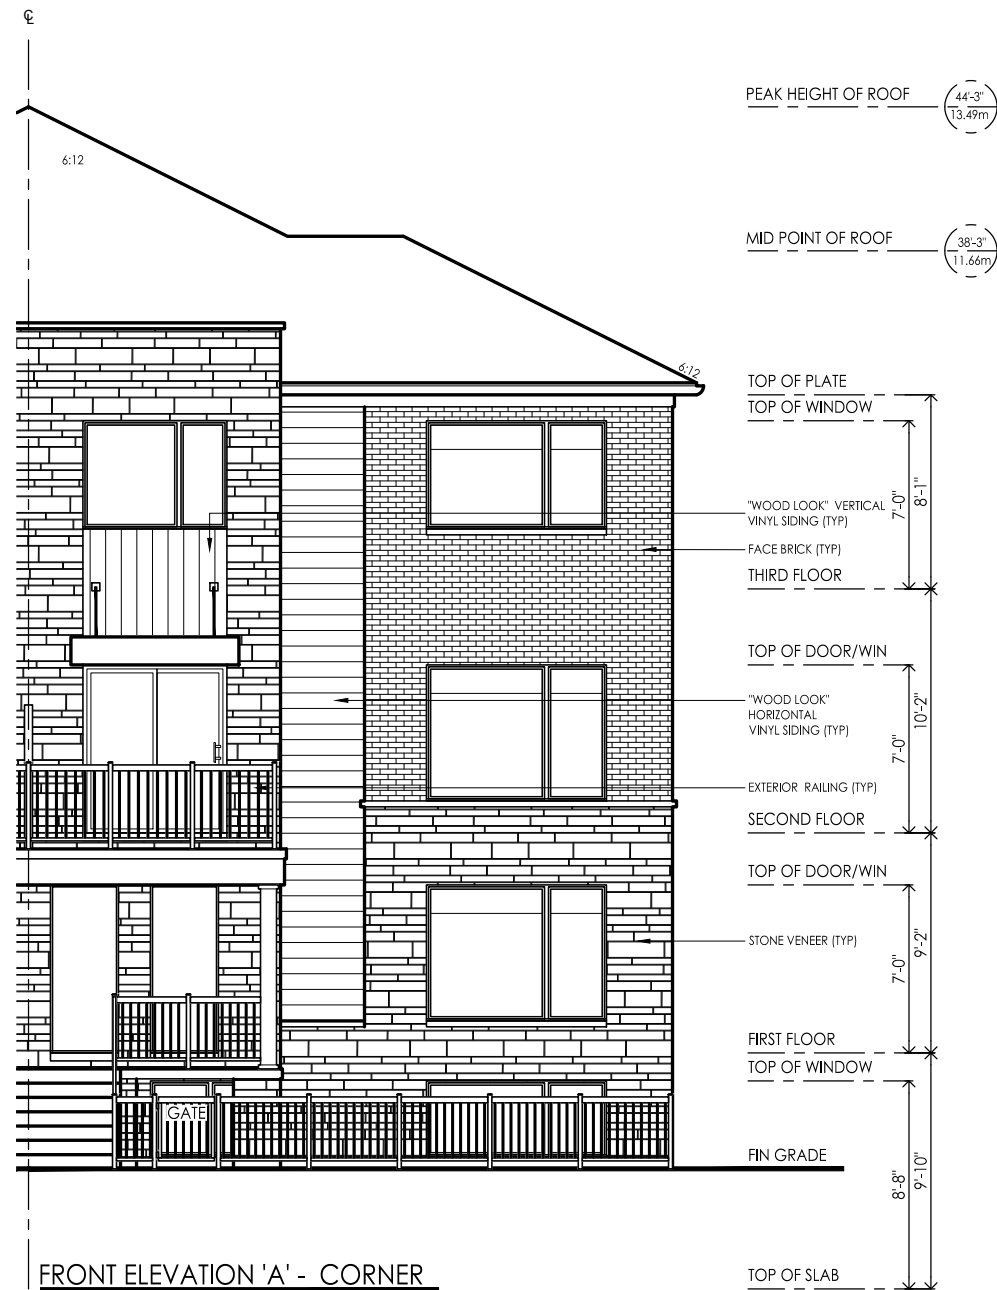 ℄
PEAK HEIGHT OF ROOF
44'-3"
13.49m
6:12
MID POINT OF ROOF
38'-3"
11.66m
6:12
TOP OF PLATE
TOP OF WINDOW
7'-0"
8'-1"
"WOOD LOOK" VERTICAL
VINYL SIDING (TYP)
FACE BRICK (TYP)
THIRD FLOOR
TOP OF DOOR/WIN
7'-0"
10'-2"
"WOOD LOOK"
HORIZONTAL
VINYL SIDING (TYP)
EXTERIOR RAILING (TYP)
SECOND FLOOR
TOP OF DOOR/WIN
7'-0"
9'-2"
STONE VENEER (TYP)
FIRST FLOOR
TOP OF WINDOW
GATE
FIN GRADE
8'-8"
9'-10"
TOP OF SLAB
FRONT ELEVATION 'A' - CORNER